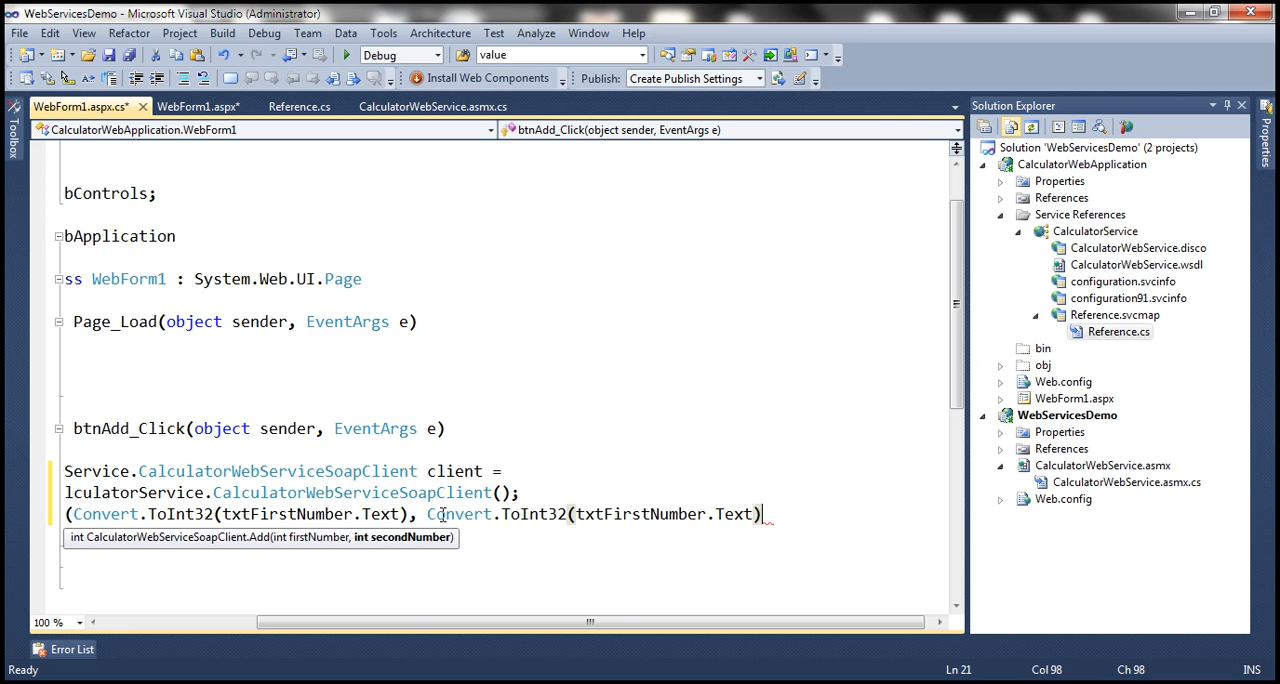 WebServicesDemo - Microsoft Visual Studio (Administrator)
File Edit View Refactor Project Build Debug Team Data Tools Architecture Test Analyze Window Help
Debug value
Install Web Components Publish: Create Publish Settings
WebForm1.aspx.cs* WebForm1.aspx* Reference.cs CalculatorWebService.asmx.cs
CalculatorWebApplication.WebForm1 btnAdd_Click(object sender, EventArgs e)
Toolbox
bControls;
bApplication
ss WebForm1 : System.Web.UI.Page
Page_Load(object sender, EventArgs e)
btnAdd_Click(object sender, EventArgs e)
Service.CalculatorWebServiceSoapClient client =
lculatorService.CalculatorWebServiceSoapClient();
(Convert.ToInt32(txtFirstNumber.Text), Convert.ToInt32(txtFirstNumber.Text)
int CalculatorWebServiceSoapClient.Add(int firstNumber, int secondNumber)
100 %
Error List
Solution Explorer
Solution 'WebServicesDemo' (2 projects)
CalculatorWebApplication
Properties
References
Service References
CalculatorService
CalculatorWebService.disco
CalculatorWebService.wsdl
configuration.svcinfo
configuration91.svcinfo
Reference.svcmap
Reference.cs
bin
obj
Web.config
WebForm1.aspx
WebServicesDemo
Properties
References
CalculatorWebService.asmx
CalculatorWebService.asmx.cs
Web.config
Properties
Ready Ln 21 Col 98 Ch 98 INS